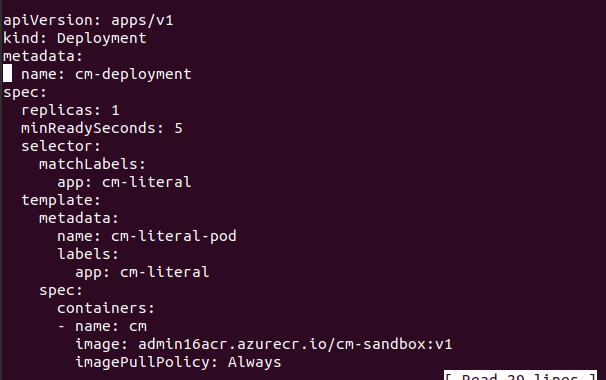 apiVersion: apps/v1
kind: Deployment
metadata:
  name: cm-deployment
spec:
  replicas: 1
  minReadySeconds: 5
  selector:
    matchLabels:
      app: cm-literal
  template:
    metadata:
      name: cm-literal-pod
      labels:
        app: cm-literal
    spec:
      containers:
      - name: cm
        image: admin16acr.azurecr.io/cm-sandbox:v1
        imagePullPolicy: Always
[ Read 29 lines ]